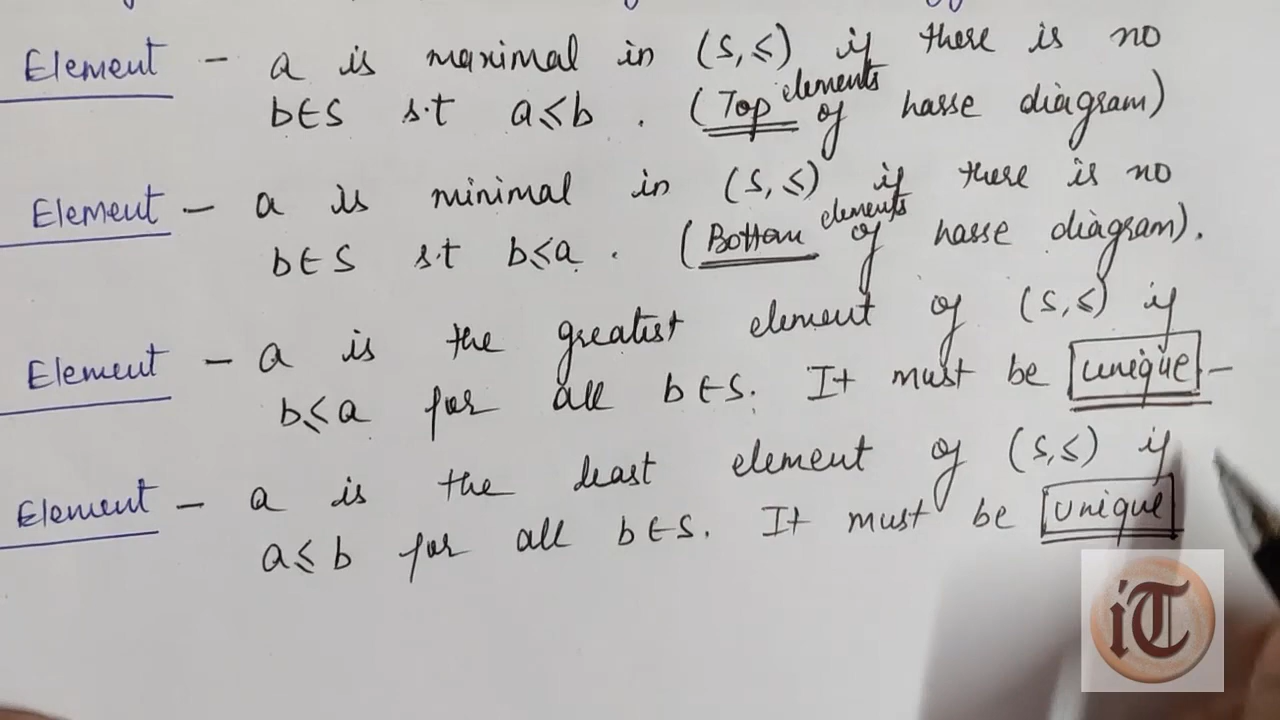 Element - a is maximal in (S,≤) if there is no
b∈S s.t a≤b . (Top elements of hasse diagram)
Element - a is minimal in (S,≤) if there is no
b∈S s.t b≤a . (Bottom elements of hasse diagram).
Element - a is the greatest element of (S,≤) if
b≤a for all b∈S. It must be unique -
Element - a is the least element of (S,≤) if
a≤b for all b∈S. It must be unique
iT